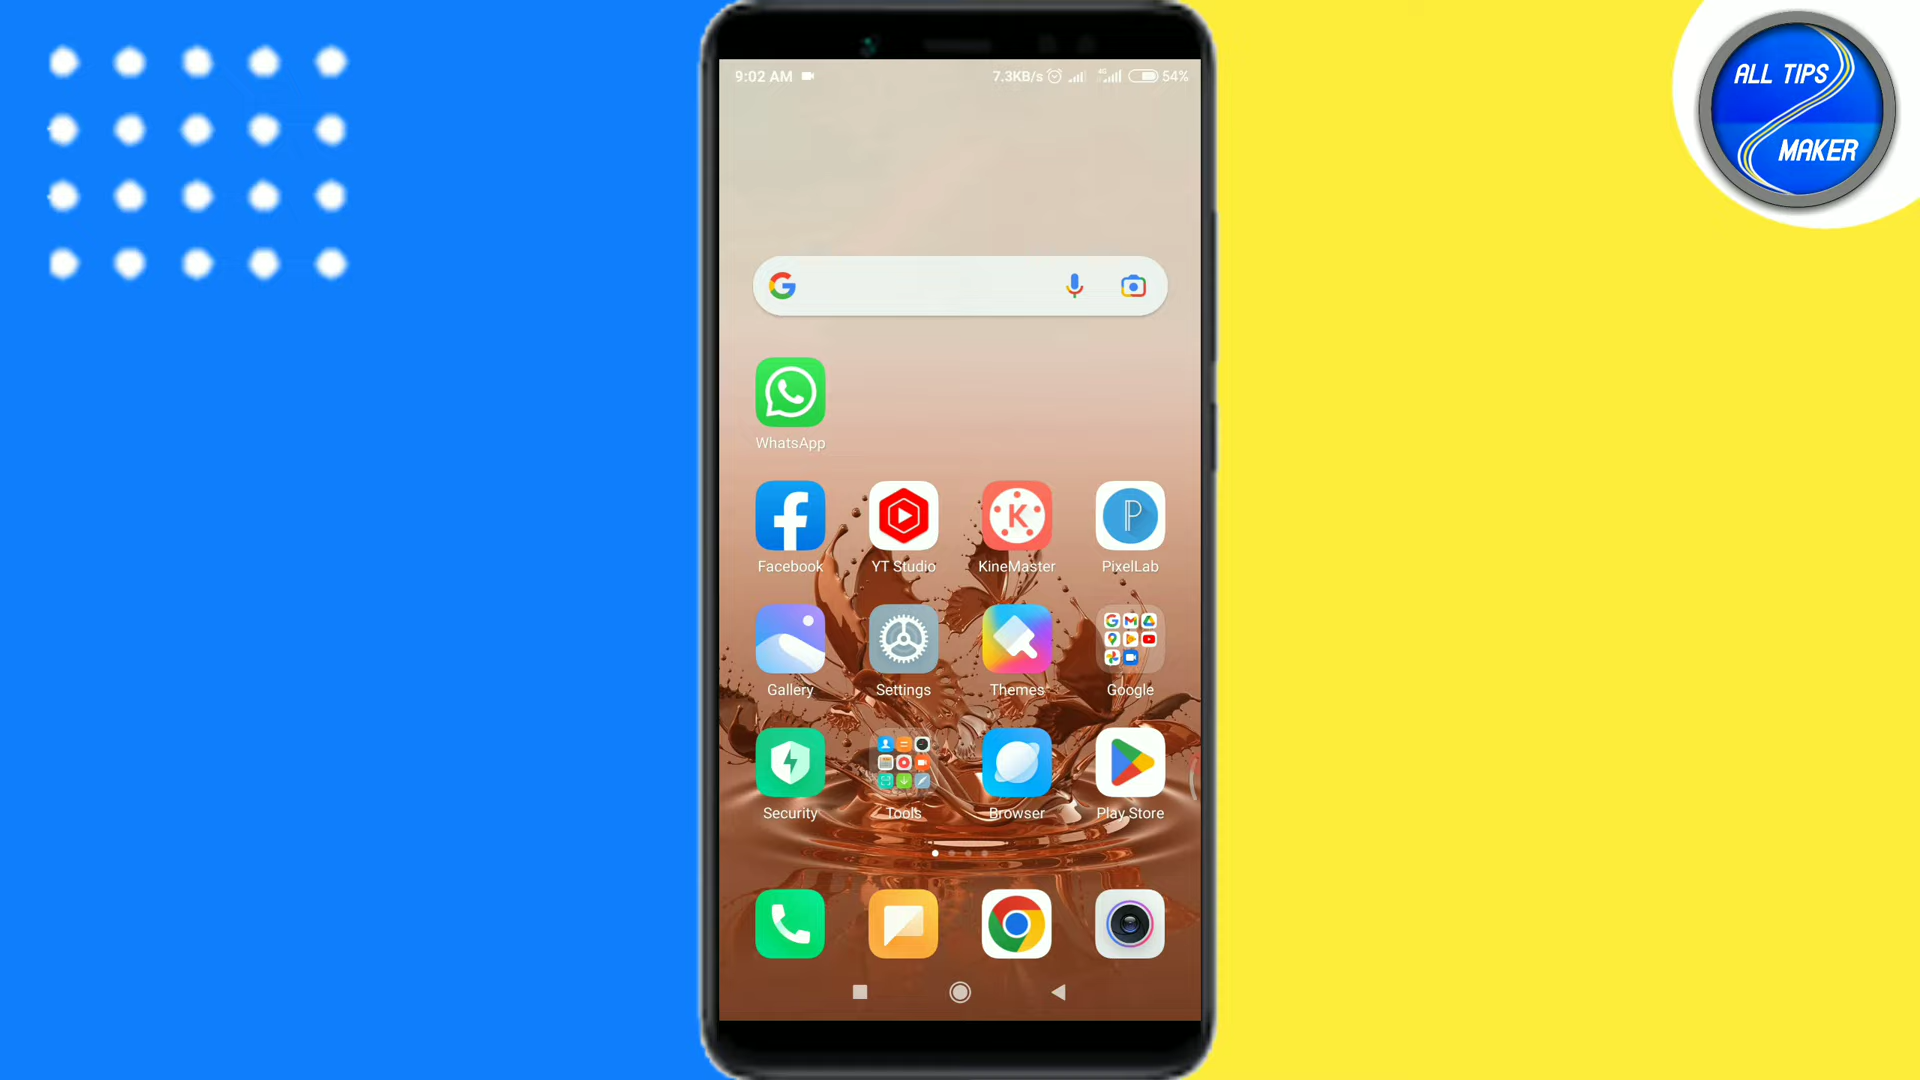 ALL TIPS
MAKER
9:02 AM 7.3KB/s 4G 54%
WhatsApp
Facebook YT Studio KineMaster PixelLab
Gallery Settings Themes Google
Security Tools Browser Play Store